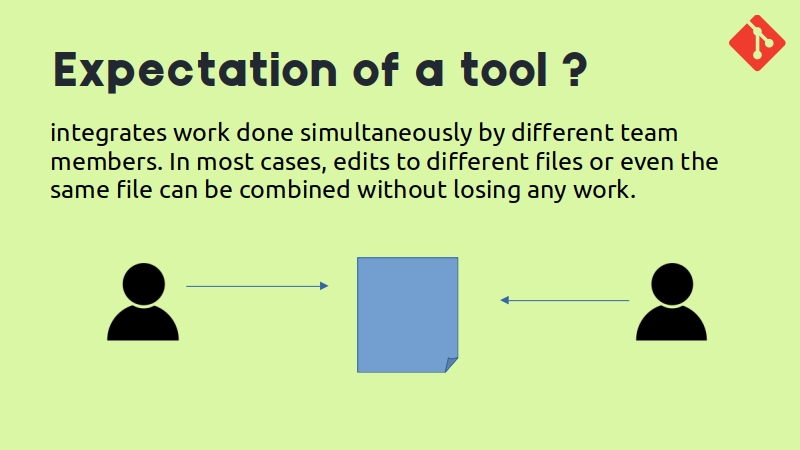 Expectation of a tool ?
integrates work done simultaneously by different team
members. In most cases, edits to different files or even the
same file can be combined without losing any work.